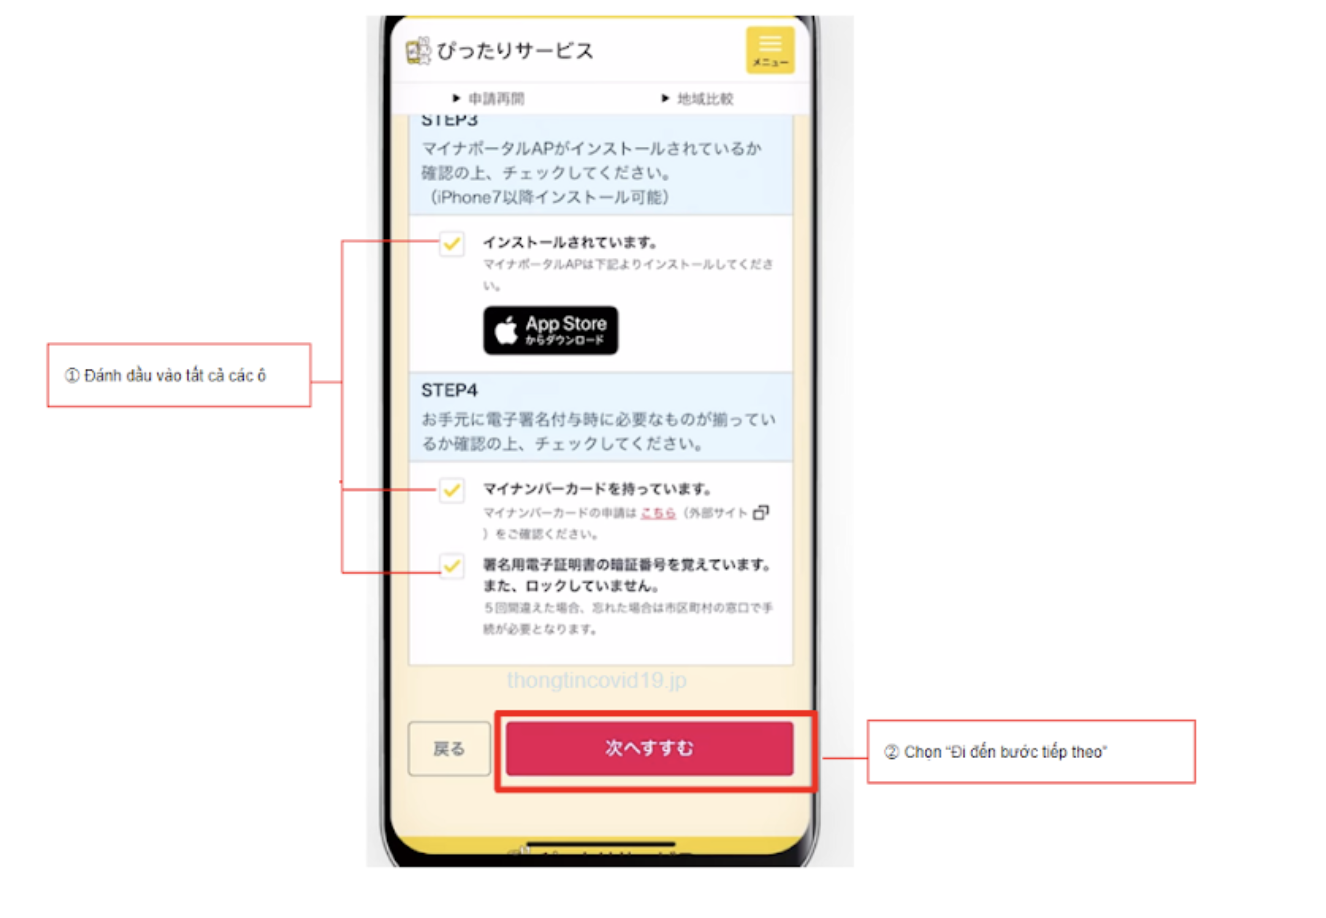 ぴったりサービス
メニュー
▶ 申請再開
▶ 地域比較
STEP3
マイナポータルAPがインストールされているか
確認の上、チェックしてください。
（iPhone7以降インストール可能）
インストールされています。
マイナポータルAPは下記よりインストールしてくださ
い。
App Store
からダウンロード
① Đánh dấu vào tất cả các ô
STEP4
お手元に電子署名付与時に必要なものが揃ってい
るか確認の上、チェックしてください。
マイナンバーカードを持っています。
マイナンバーカードの申請は こちら（外部サイト
）をご確認ください。
署名用電子証明書の暗証番号を覚えています。
また、ロックしていません。
５回間違えた場合、忘れた場合は市区町村の窓口で手
続が必要となります。
thongtincovid19.jp
戻る
次へすすむ
② Chọn “Đi đến bước tiếp theo”